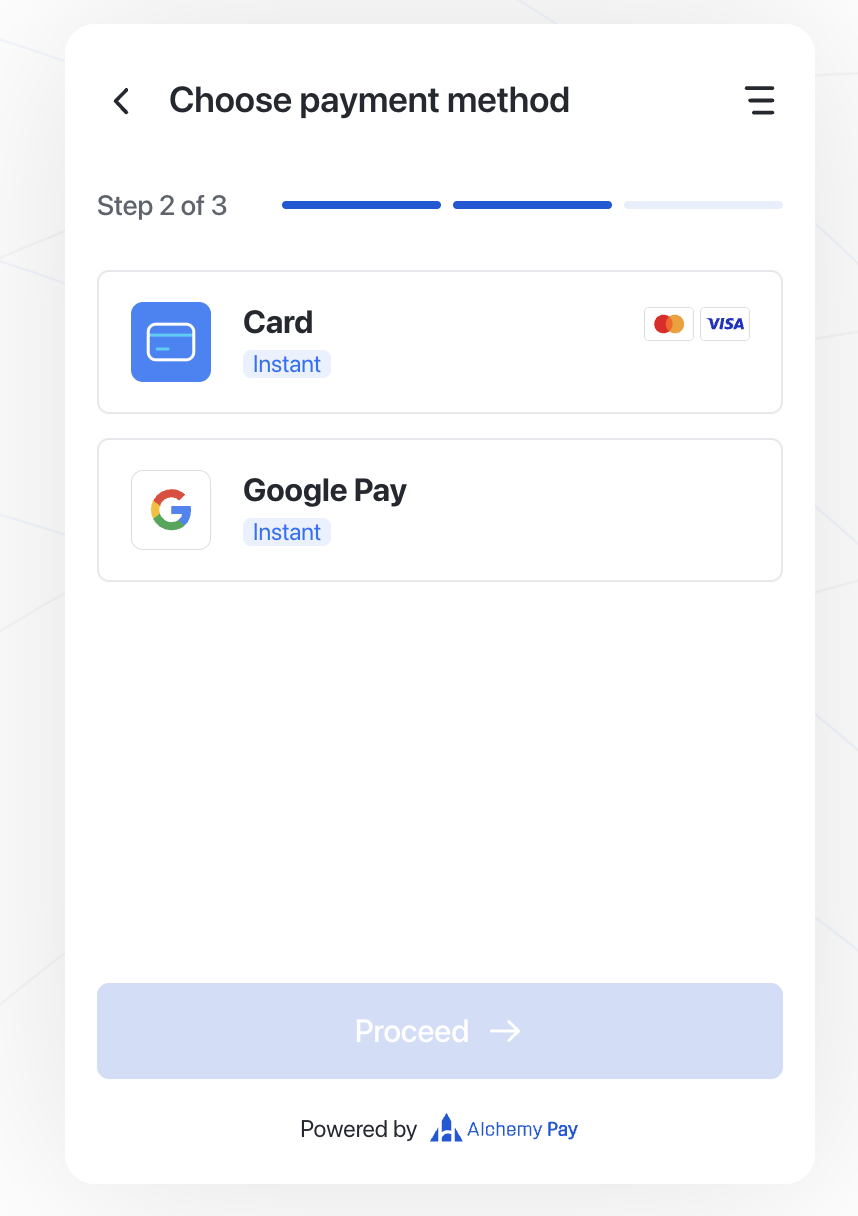 Choose payment method
Step 2 of 3
Card
VISA
Instant
Google Pay
Instant
Proceed
Powered by Alchemy Pay